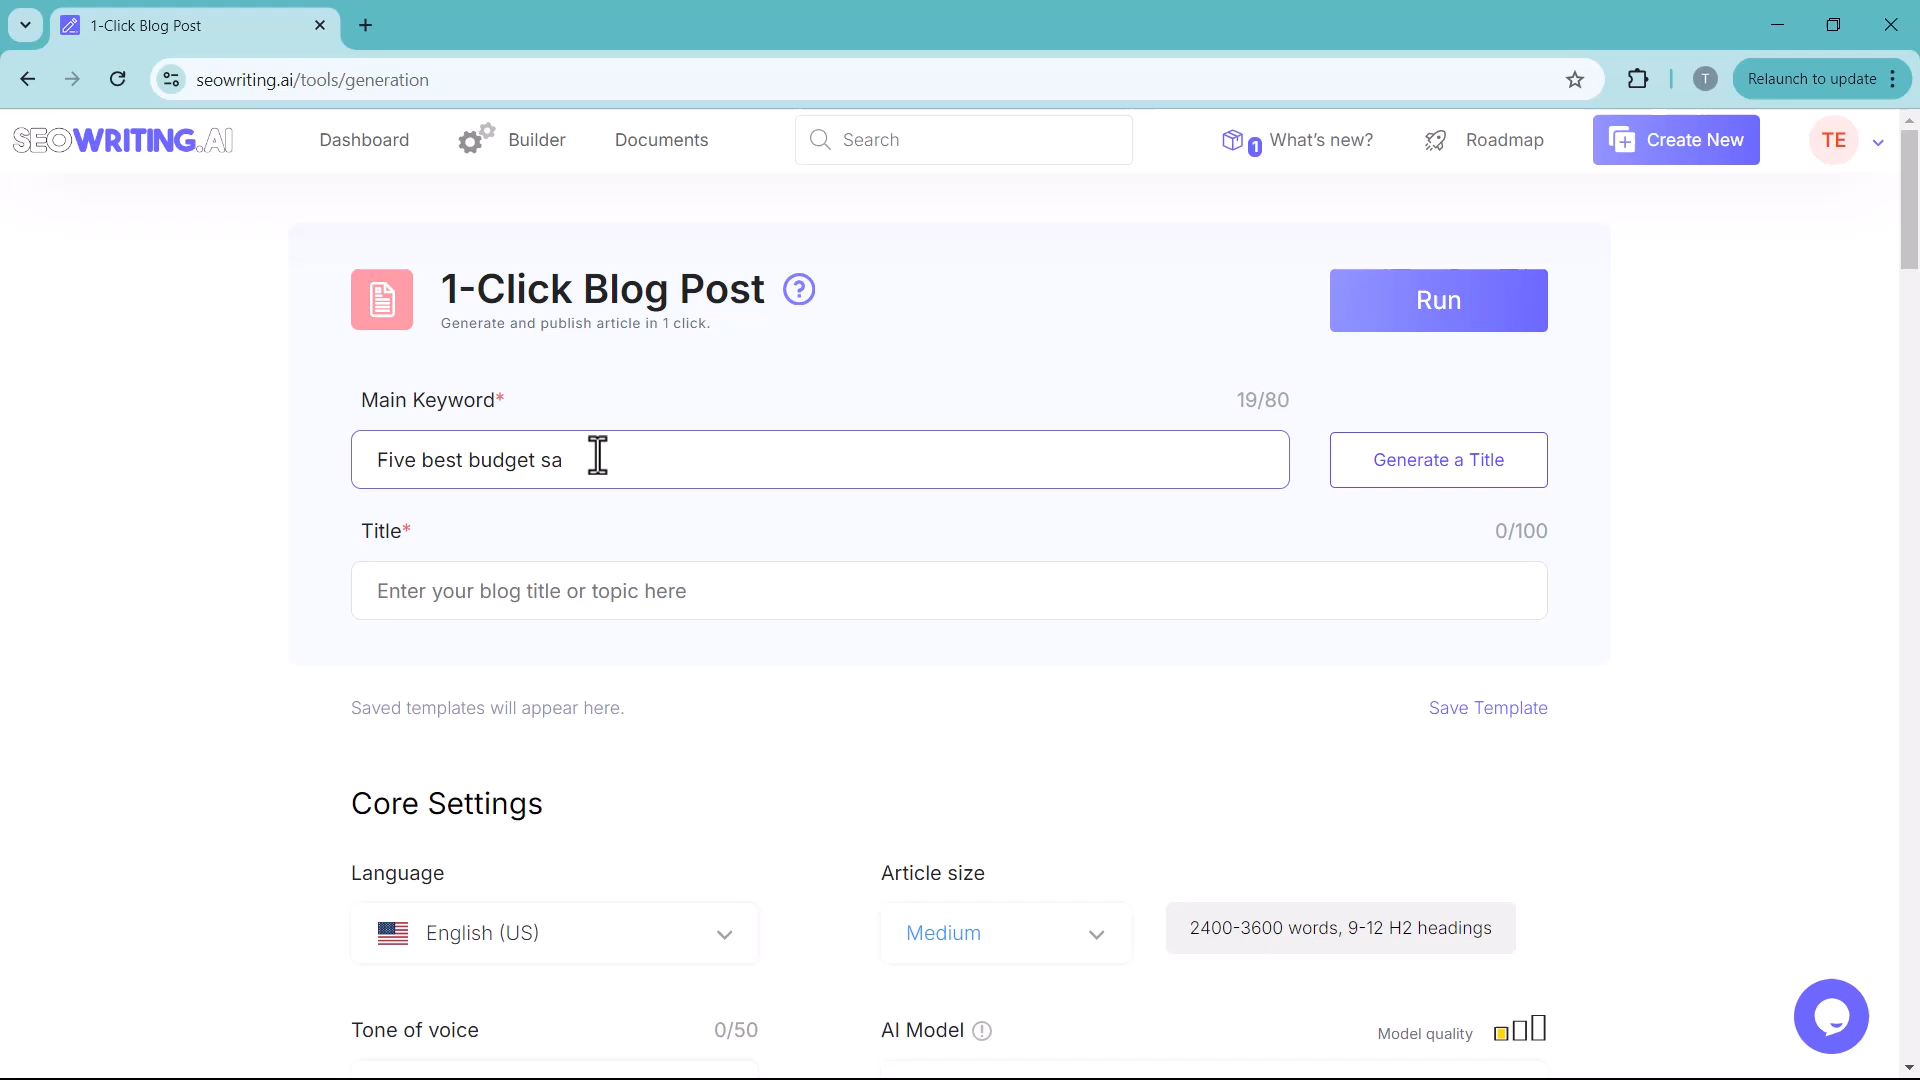 1-Click Blog Post
seowriting.ai/tools/generation
T
Relaunch to update
SEOWRITING.AI
Dashboard
Builder
Documents
Search
1
What's new?
Roadmap
Create New
TE
1-Click Blog Post
?
Generate and publish article in 1 click.
Run
Main Keyword*
19/80
Five best budget sa
Generate a Title
Title*
0/100
Enter your blog title or topic here
Saved templates will appear here.
Save Template
Core Settings
Language
Article size
English (US)
Medium
2400-3600 words, 9-12 H2 headings
Tone of voice
0/50
AI Model
Model quality